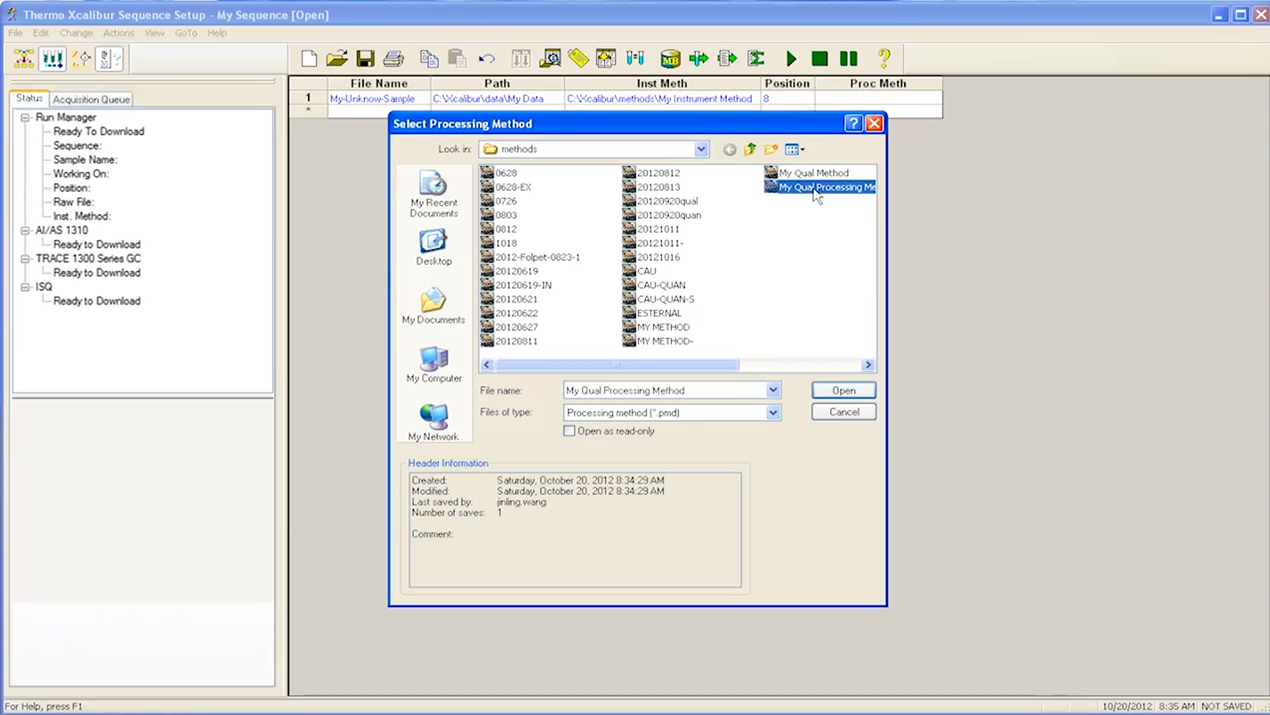 Thermo Xcalibur Sequence Setup - My Sequence [Open]
File Edit Change Actions View GoTo Help
Status Acquisition Queue
Run Manager
Ready To Download
Sequence:
Sample Name:
Working On:
Position:
Raw File:
Inst. Method:
AI/AS 1310
Ready to Download
TRACE 1300 Series GC
Ready to Download
ISQ
Ready to Download
File Name Path Inst Meth Position Proc Meth
1 My-Unknow-Sample C:\Xcalibur\data\My Data C:\Xcalibur\methods\My Instrument Method 8
*
Select Processing Method
Look in: methods
My Recent Documents
Desktop
My Documents
My Computer
My Network
0628
0628-EX
0726
0803
0812
1018
2012-Folpet-0823-1
20120619
20120619-IN
20120621
20120622
20120627
20120811
20120812
20120813
20120920qual
20120920quan
20121011
20121011-
20121016
CAU
CAU-QUAN
CAU-QUAN-S
ESTERNAL
MY METHOD
MY METHOD-
My Qual Method
My Qual Processing Me
File name: My Qual Processing Method Open
Files of type: Processing method (*.pmd) Cancel
Open as read-only
Header Information
Created: Saturday, October 20, 2012 8:34:29 AM
Modified: Saturday, October 20, 2012 8:34:29 AM
Last saved by: jinling.wang
Number of saves: 1
Comment:
For Help, press F1 10/20/2012 8:35 AM NOT SAVED